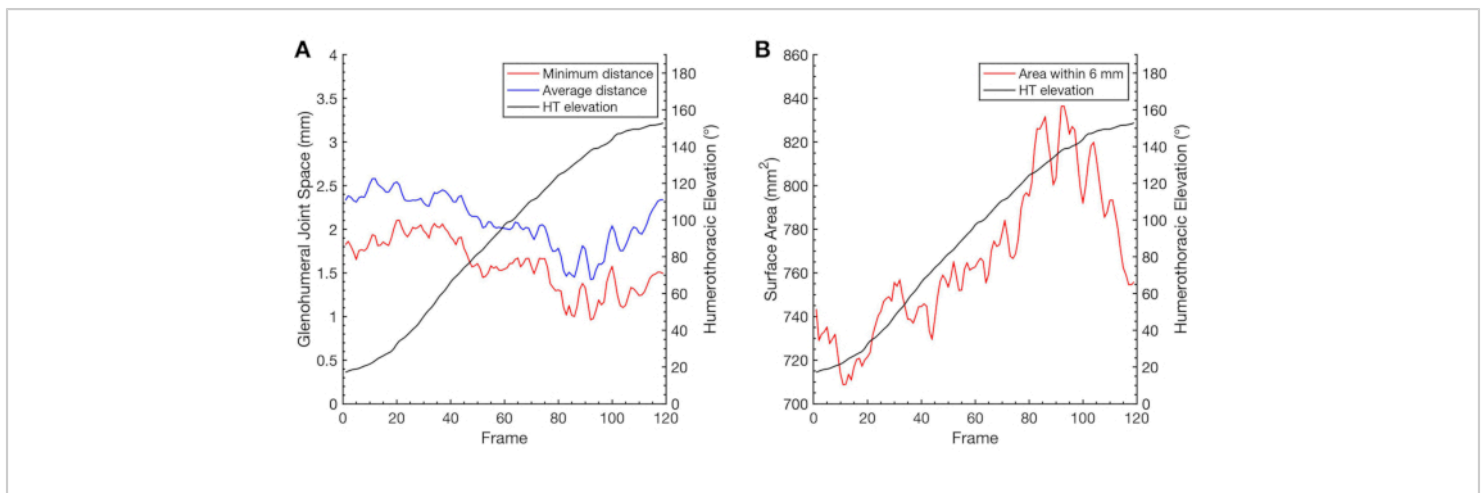 A
Glenohumeral Joint Space (mm)
4
3.5
3
2.5
2
1.5
1
0.5
0
Minimum distance
Average distance
HT elevation
180
160
140
120
100
80
60
40
20
0
Humerothoracic Elevation (°)
0 20 40 60 80 100 120
Frame
B
Surface Area (mm²)
860
840
820
800
780
760
740
720
700
Area within 6 mm
HT elevation
180
160
140
120
100
80
60
40
20
0
Humerothoracic Elevation (°)
0 20 40 60 80 100 120
Frame